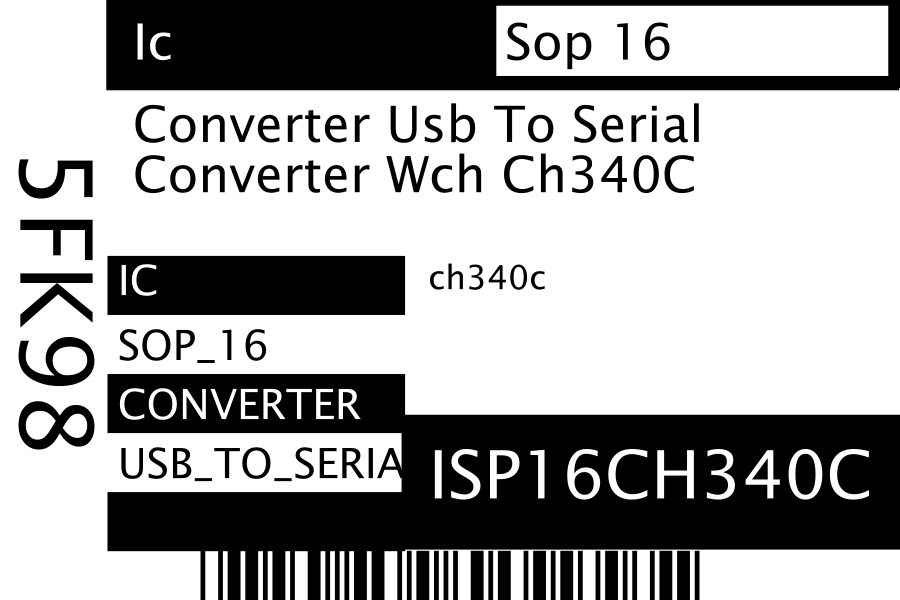 Ic
Sop 16
Converter Usb To Serial
Converter Wch Ch340C
5FK98
IC
ch340c
SOP_16
CONVERTER
USB_TO_SERIA
ISP16CH340C